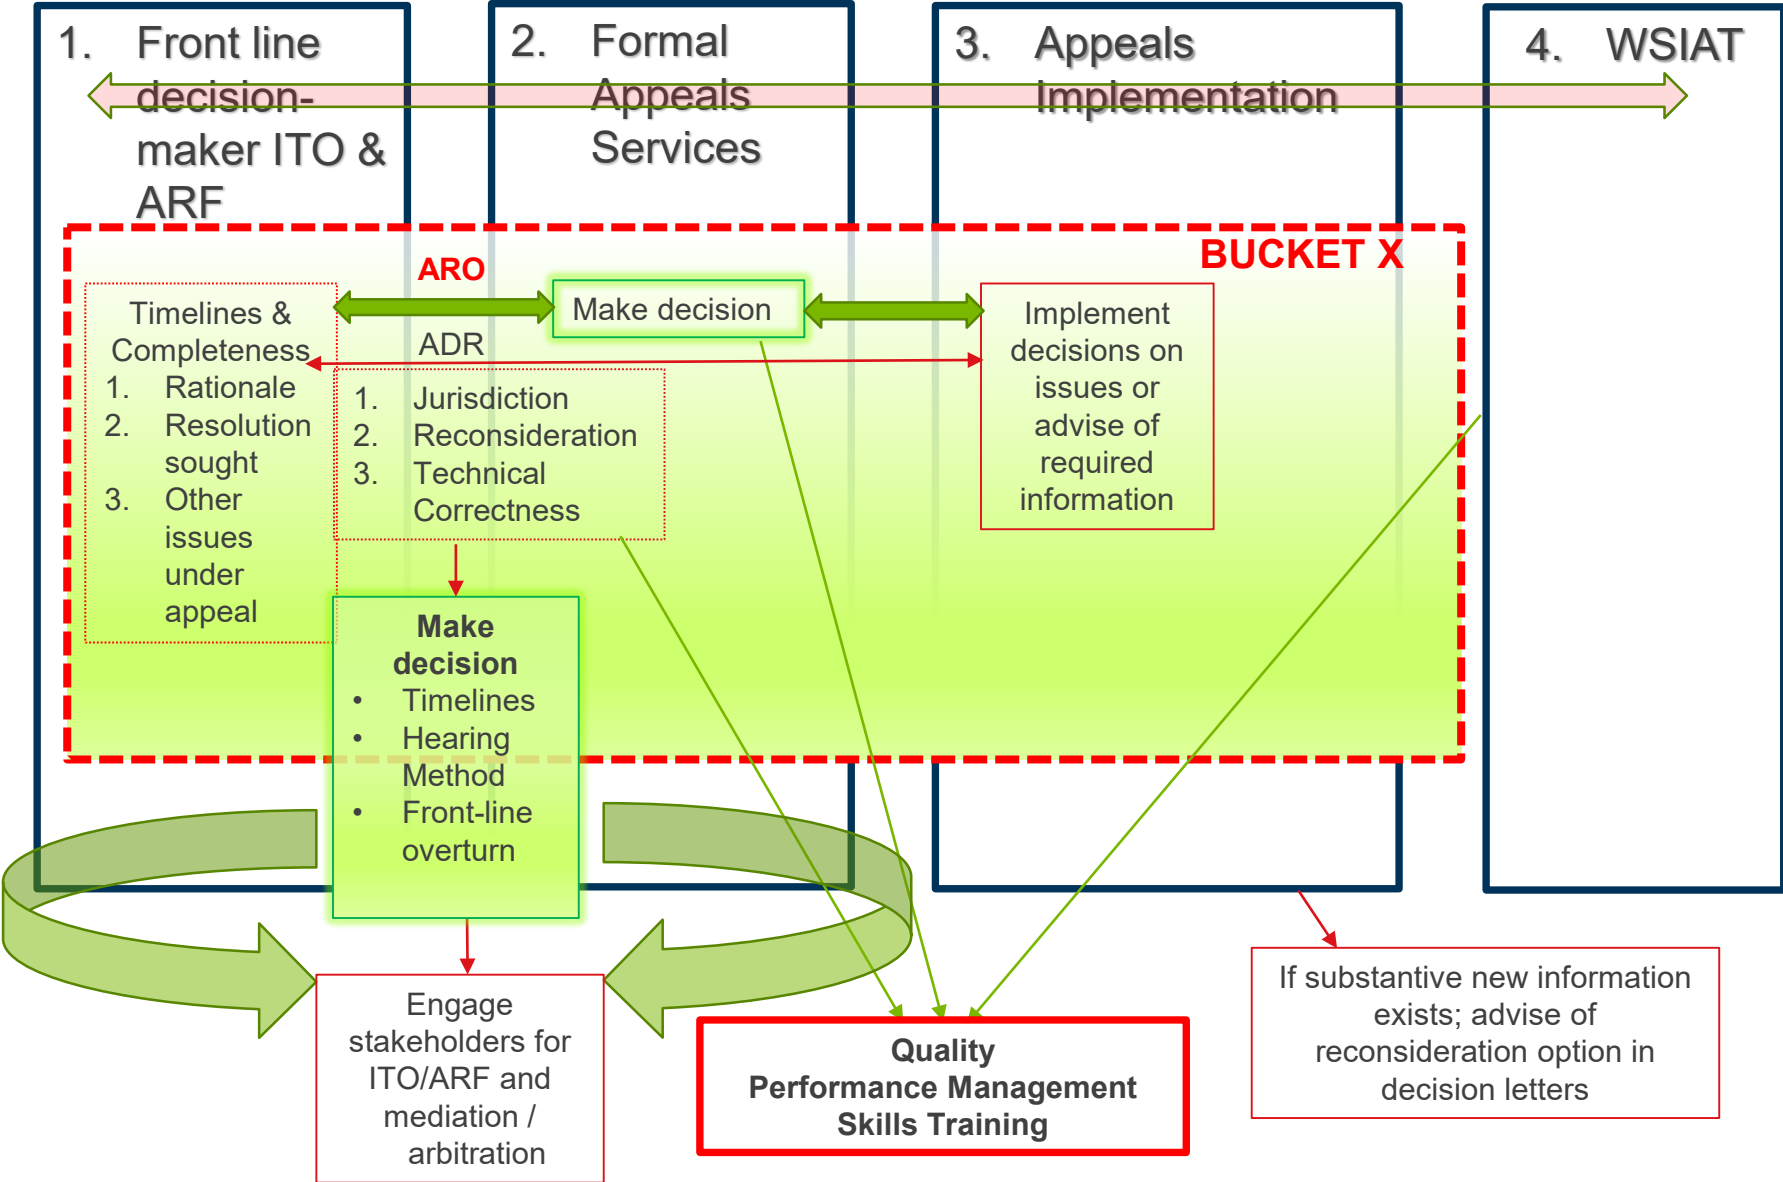 1. Front line
decision-
maker ITO &
ARF
2. Formal
Appeals
Services
3. Appeals
Implementation
4. WSIAT
BUCKET X
ARO
Timelines &
Completeness
1. Rationale
2. Resolution
sought
3. Other
issues
under
appeal
Make decision
ADR
1. Jurisdiction
2. Reconsideration
3. Technical
Correctness
Implement
decisions on
issues or
advise of
required
information
Make
decision
• Timelines
• Hearing
Method
• Front-line
overturn
Engage
stakeholders for
ITO/ARF and
mediation /
arbitration
Quality
Performance Management
Skills Training
If substantive new information
exists; advise of
reconsideration option in
decision letters